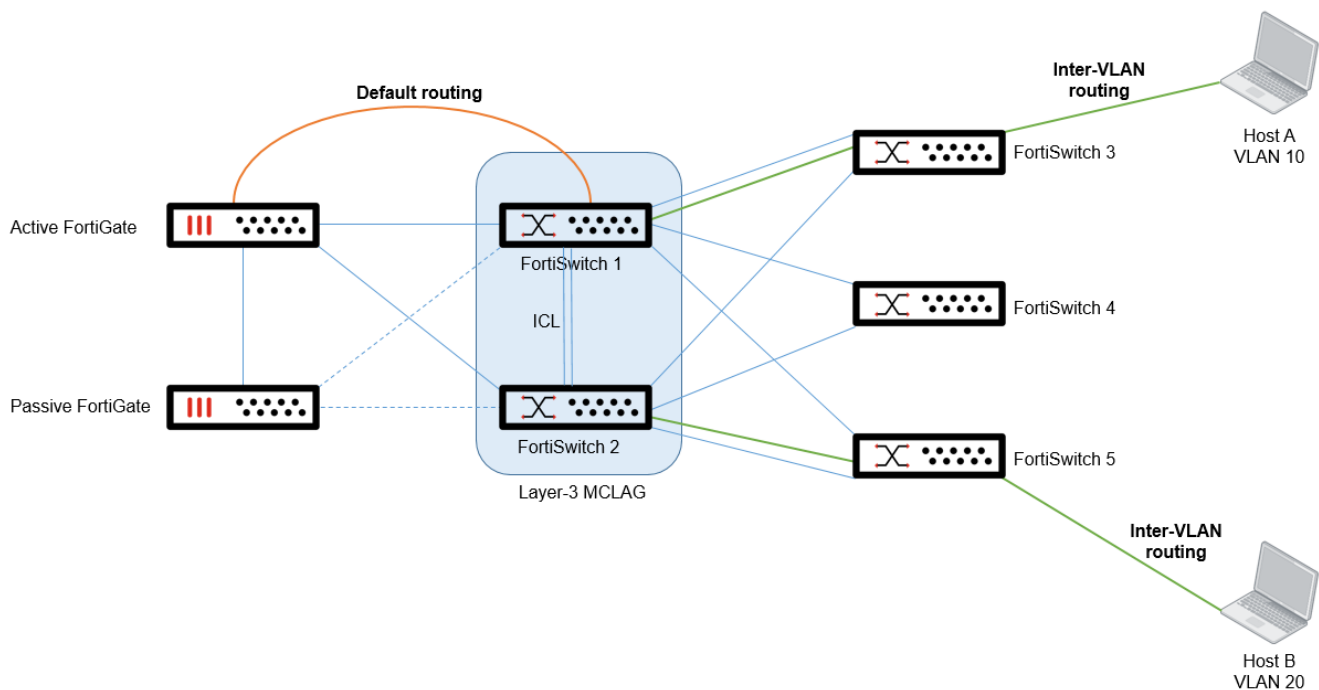 Default routing
Inter-VLAN
routing
Host A
VLAN 10
FortiSwitch 3
Active FortiGate
FortiSwitch 1
FortiSwitch 4
ICL
Passive FortiGate
FortiSwitch 2
FortiSwitch 5
Layer-3 MCLAG
Inter-VLAN
routing
Host B
VLAN 20